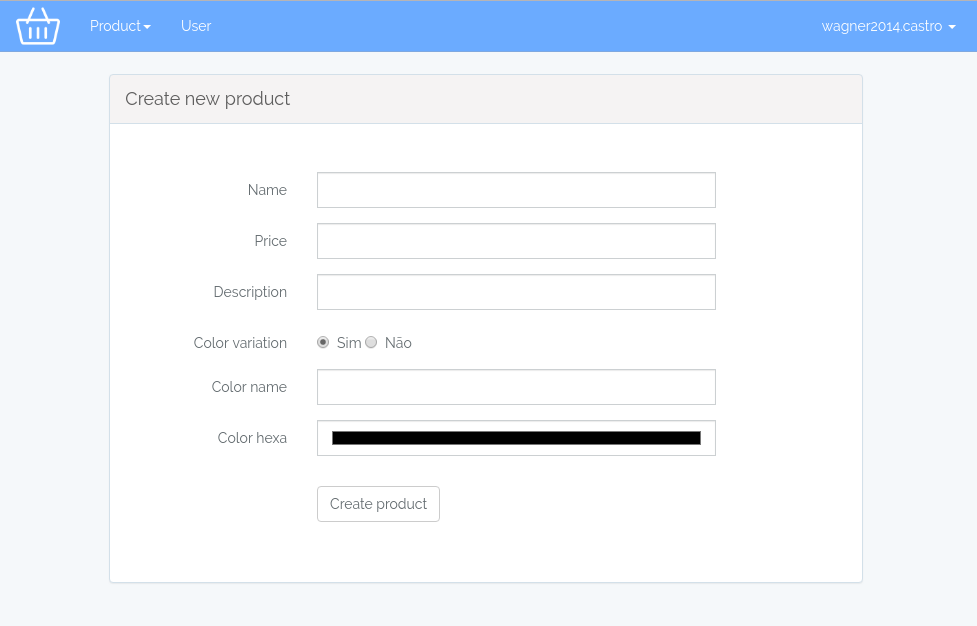 Product User wagner2014.castro
Create new product
Name
Price
Description
Color variation Sim Não
Color name
Color hexa
Create product